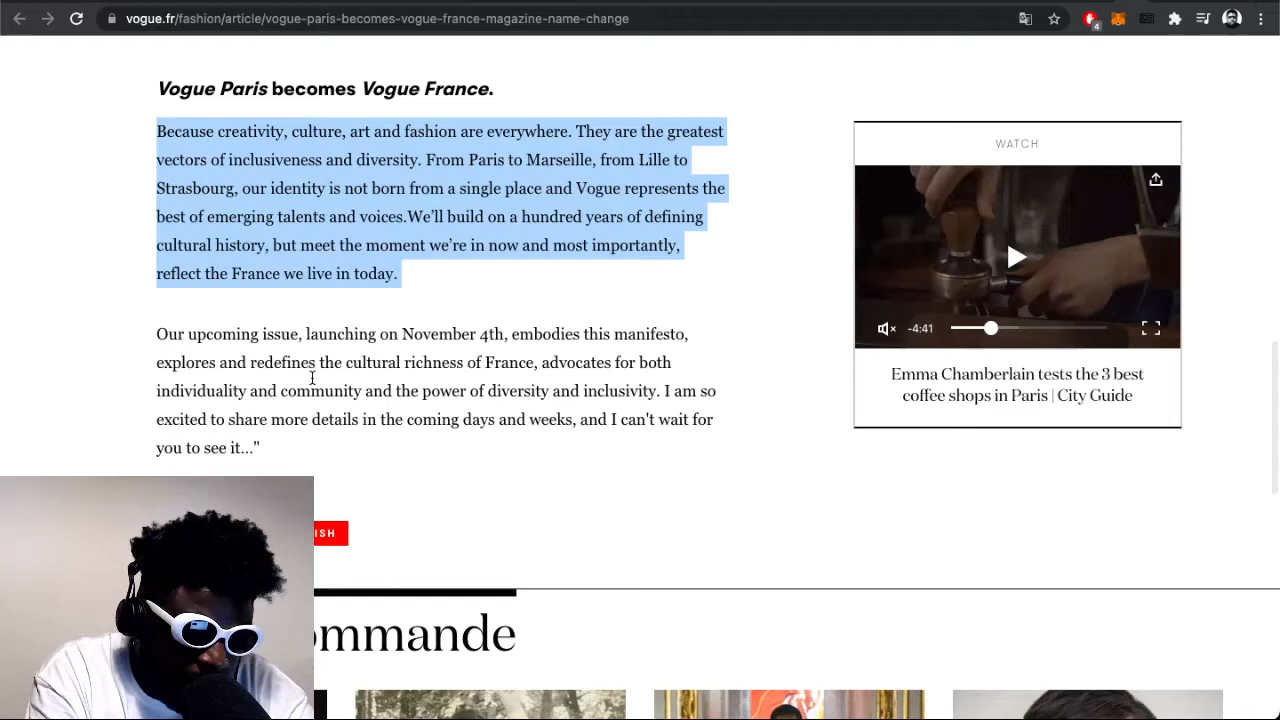 vogue.fr/fashion/article/vogue-paris-becomes-vogue-france-magazine-name-change
4
Vogue Paris becomes Vogue France.
Because creativity, culture, art and fashion are everywhere. They are the greatest
vectors of inclusiveness and diversity. From Paris to Marseille, from Lille to
Strasbourg, our identity is not born from a single place and Vogue represents the
best of emerging talents and voices.We’ll build on a hundred years of defining
cultural history, but meet the moment we’re in now and most importantly,
reflect the France we live in today.
Our upcoming issue, launching on November 4th, embodies this manifesto,
explores and redefines the cultural richness of France, advocates for both
individuality and community and the power of diversity and inclusivity. I am so
excited to share more details in the coming days and weeks, and I can't wait for
you to see it…"
WATCH
-4:41
Emma Chamberlain tests the 3 best
coffee shops in Paris | City Guide
ISH
ommande